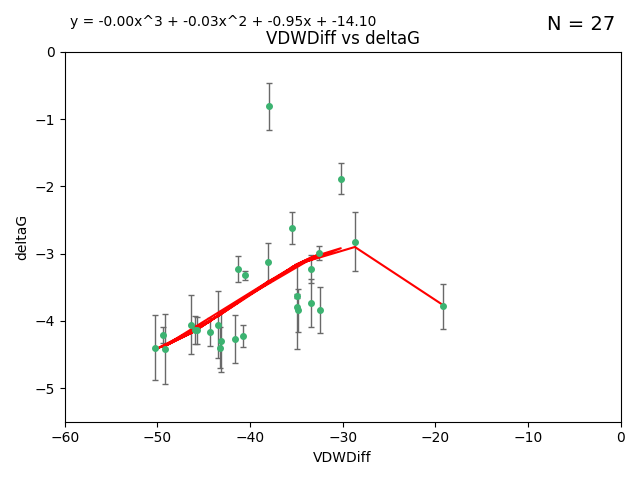 y = -0.00x^3 + -0.03x^2 + -0.95x + -14.10
N = 27
VDWDiff vs deltaG
0
−1
−2
−3
−4
−5
deltaG
−60 −50 −40 −30 −20 −10 0
VDWDiff